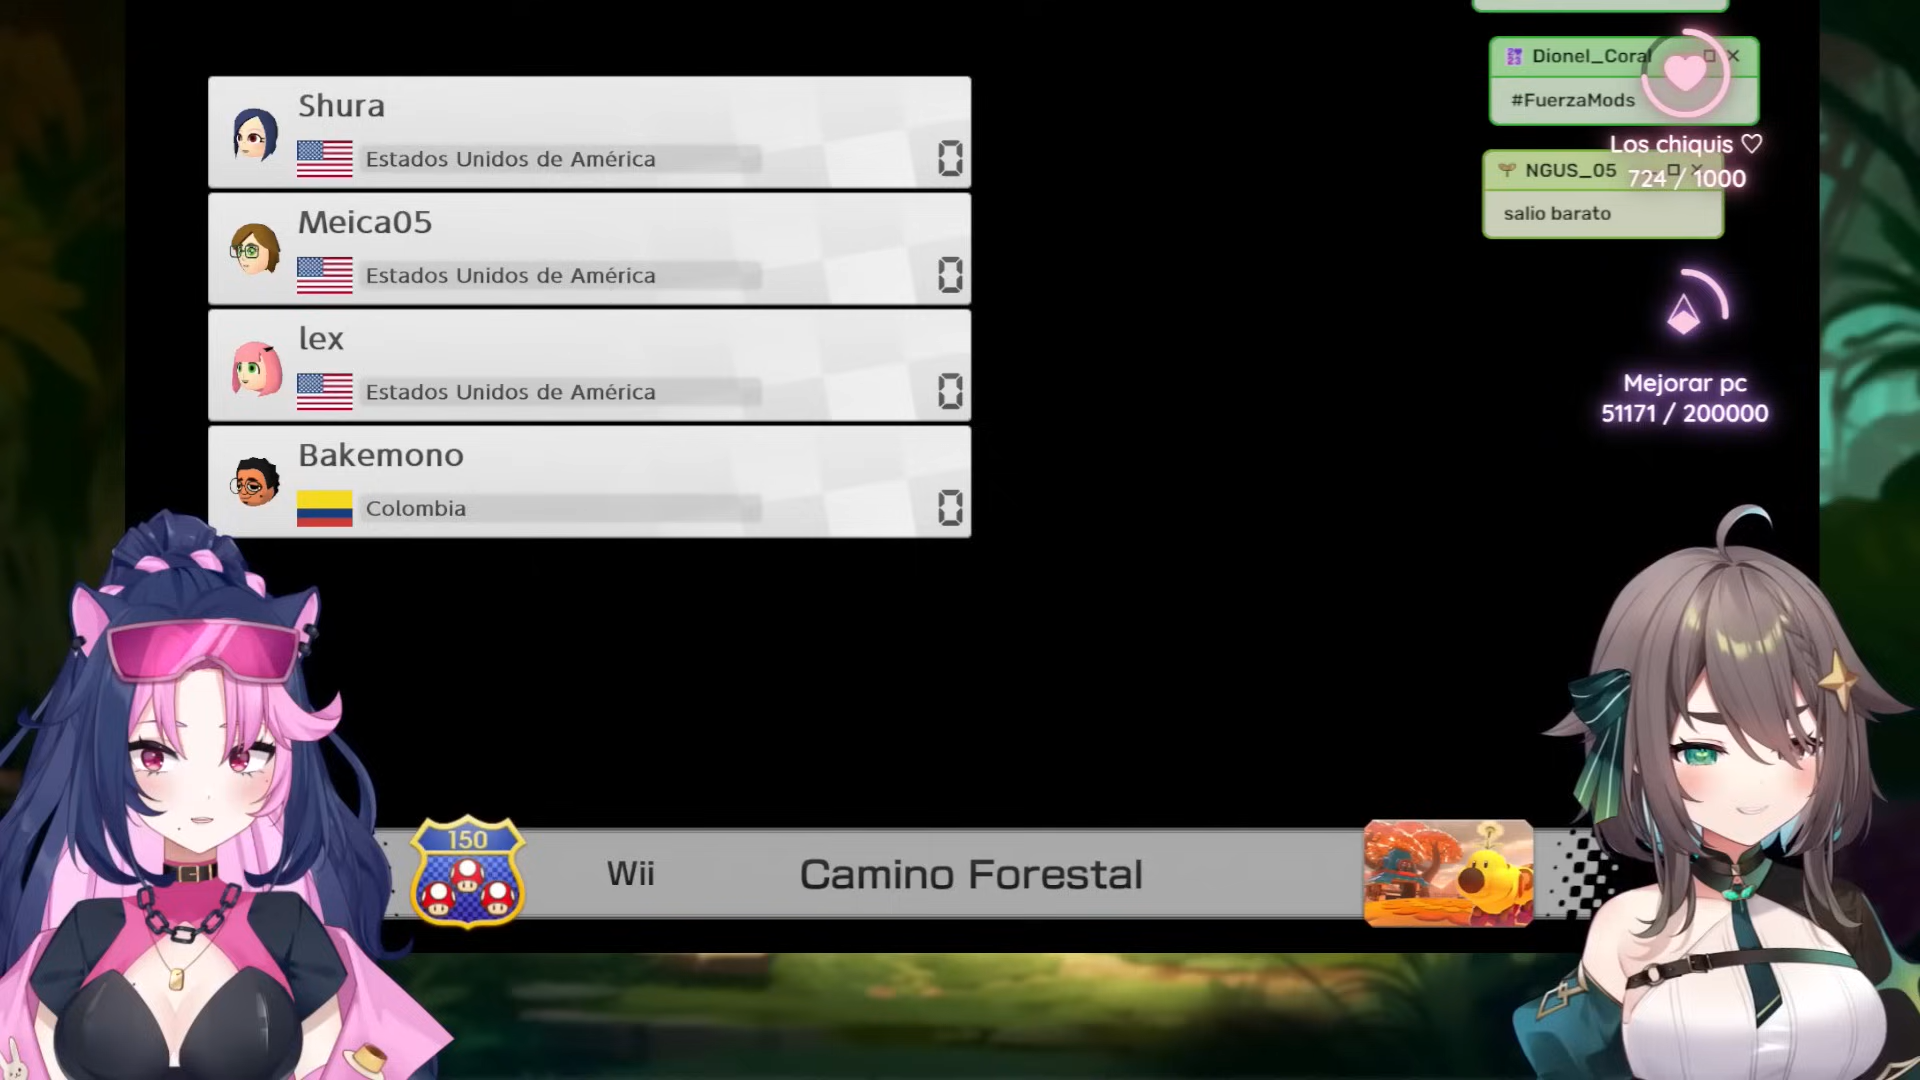 Shura
Estados Unidos de América
0
Meica05
Estados Unidos de América
0
lex
Estados Unidos de América
0
Bakemono
Colombia
0
Dionel_Coral
#FuerzaMods
Los chiquis ♡
724 / 1000
NGUS_05
salio barato
Mejorar pc
51171 / 200000
150
Wii
Camino Forestal